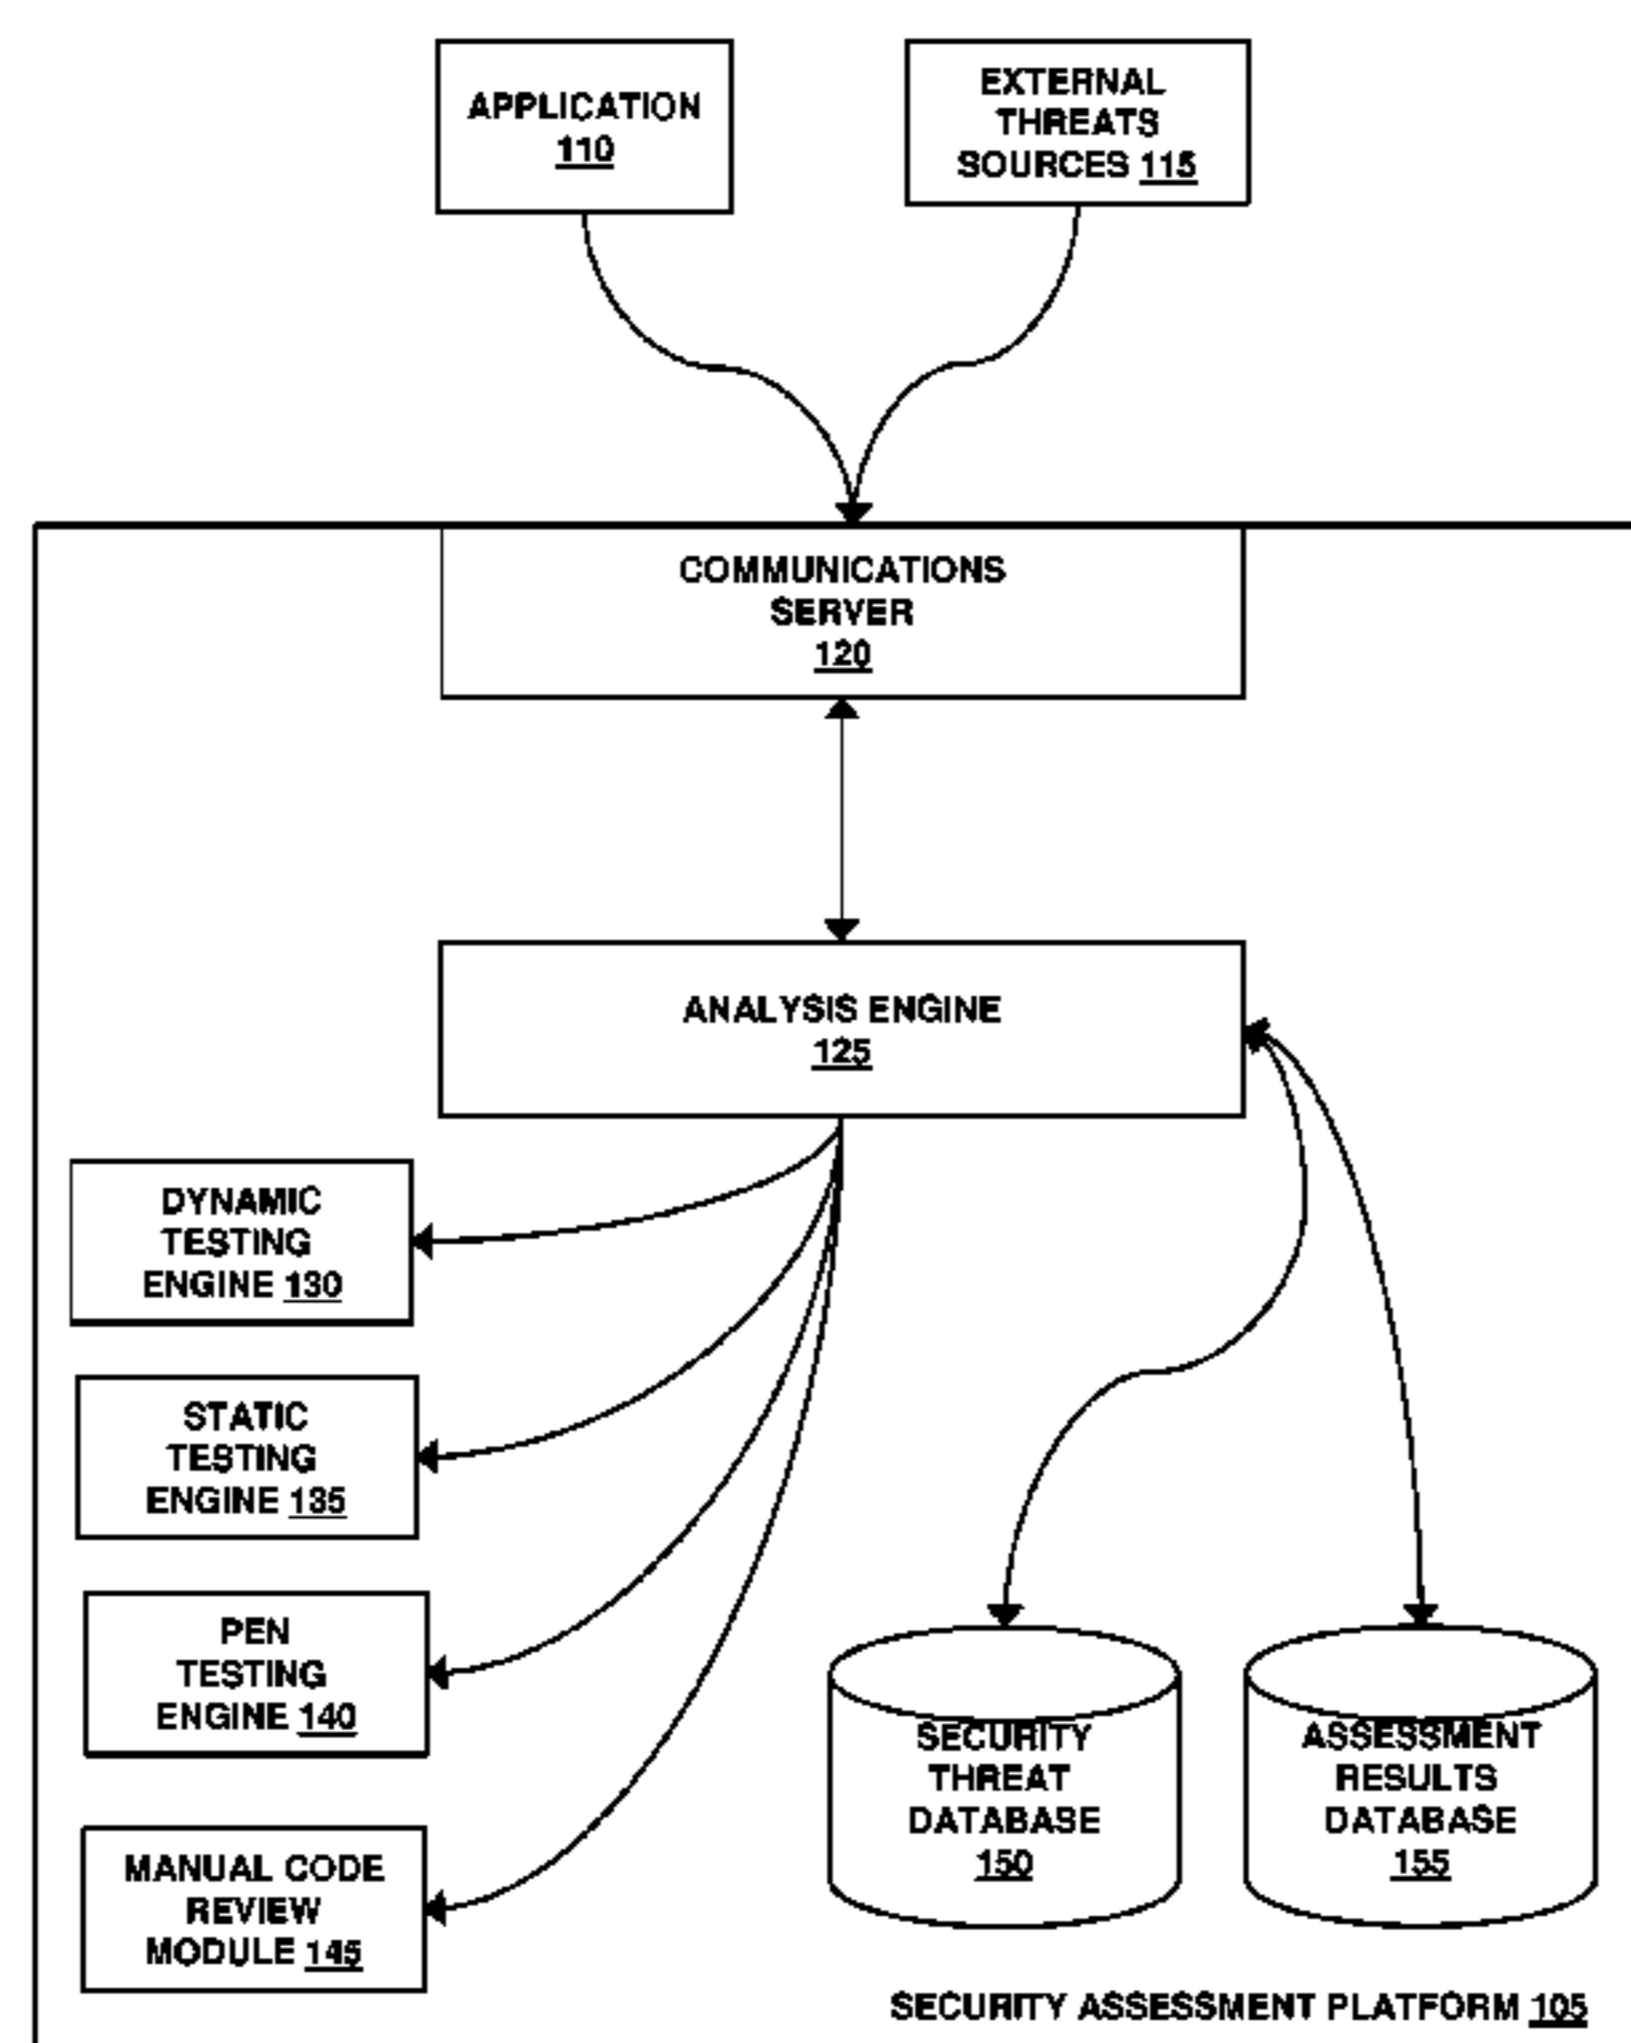 APPLICATION
110
EXTERNAL
THREATS
SOURCES 115
COMMUNICATIONS
SERVER
120
ANALYSIS ENGINE
125
DYNAMIC
TESTING
ENGINE 130
STATIC
TESTING
ENGINE 135
PEN
TESTING
ENGINE 140
MANUAL CODE
REVIEW
MODULE 145
SECURITY
THREAT
DATABASE
150
ASSESSMENT
RESULTS
DATABASE
155
SECURITY ASSESSMENT PLATFORM 105